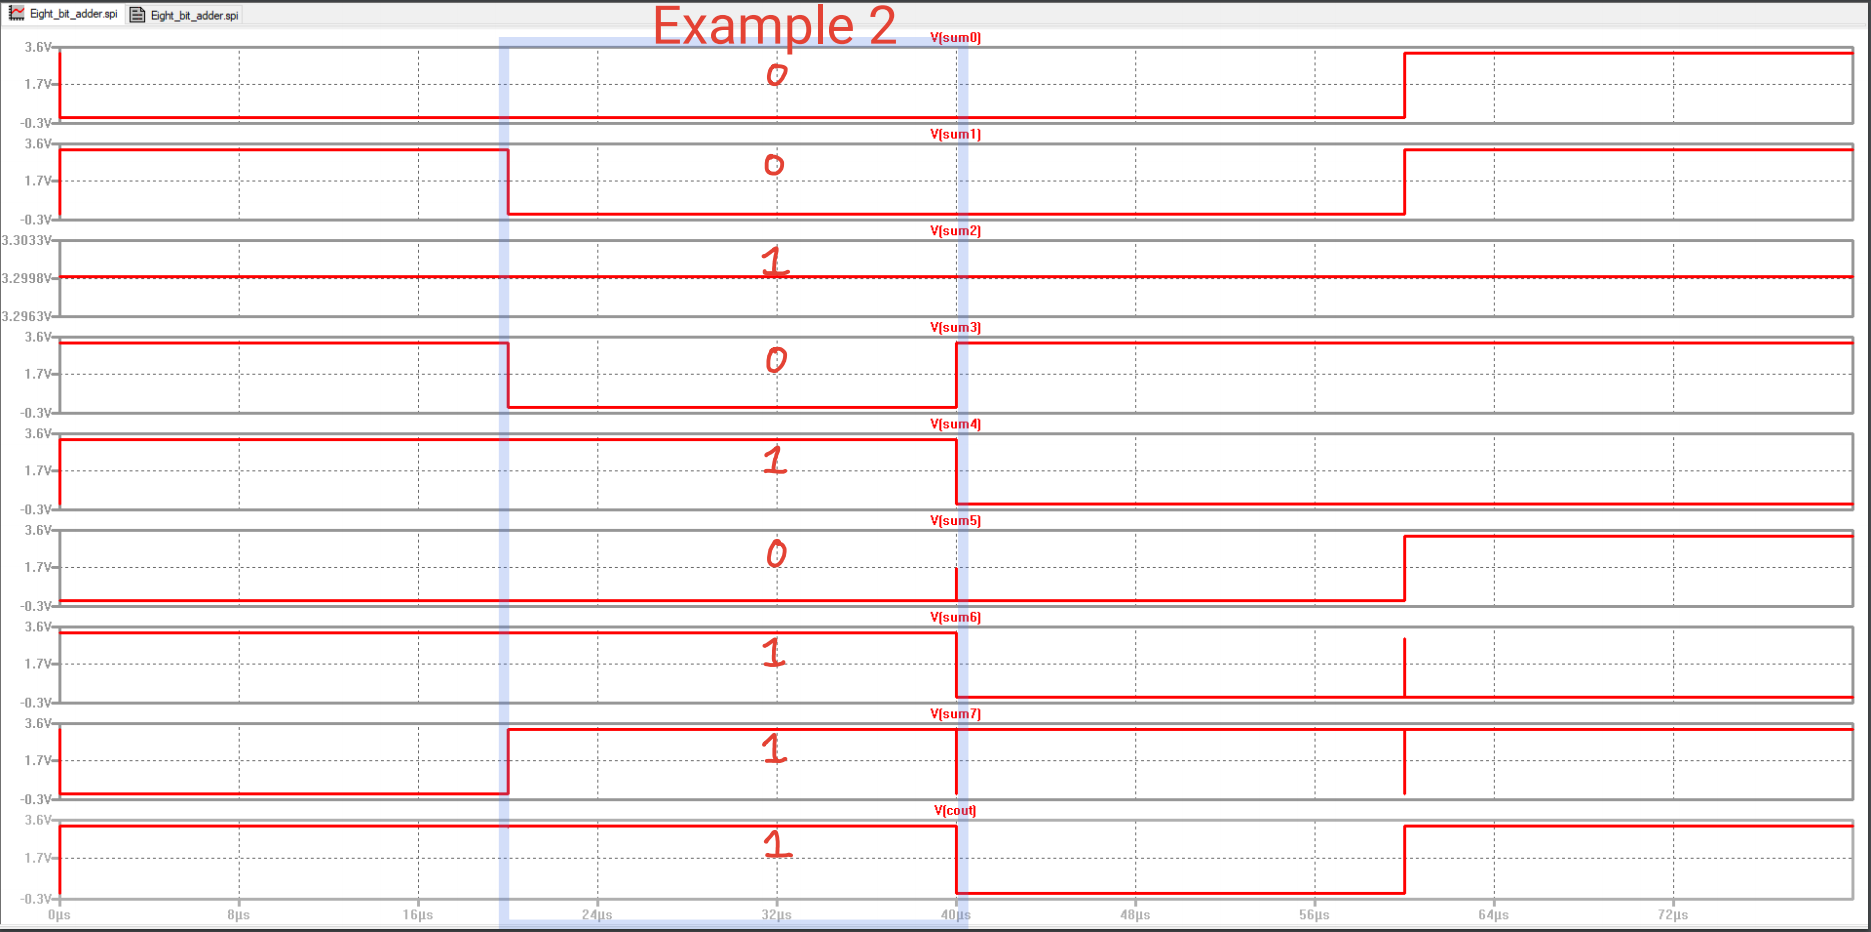 Eight_bit_adder.spi Eight_bit_adder.spi
Example 2
V(sum0)
3.6V
0
1.7V
-0.3V
V(sum1)
3.6V
0
1.7V
-0.3V
V(sum2)
3.3033V
1
3.2998V
3.2963V
V(sum3)
3.6V
0
1.7V
-0.3V
V(sum4)
3.6V
1
1.7V
-0.3V
V(sum5)
3.6V
0
1.7V
-0.3V
V(sum6)
3.6V
1
1.7V
-0.3V
V(sum7)
3.6V
1
1.7V
-0.3V
V(cout)
3.6V
1
1.7V
-0.3V
0µs 8µs 16µs 24µs 32µs 40µs 48µs 56µs 64µs 72µs